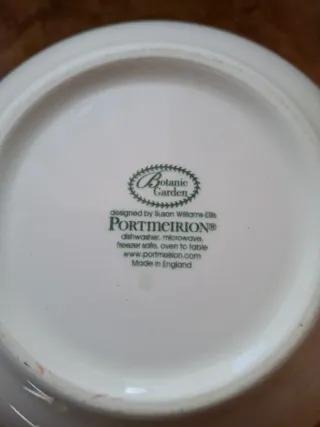 Botanic
Garden
designed by Susan Williams-Ellis
PORTMEIRION®
dishwasher, microwave,
freezer safe, oven to table
www.portmeirion.com
Made in England